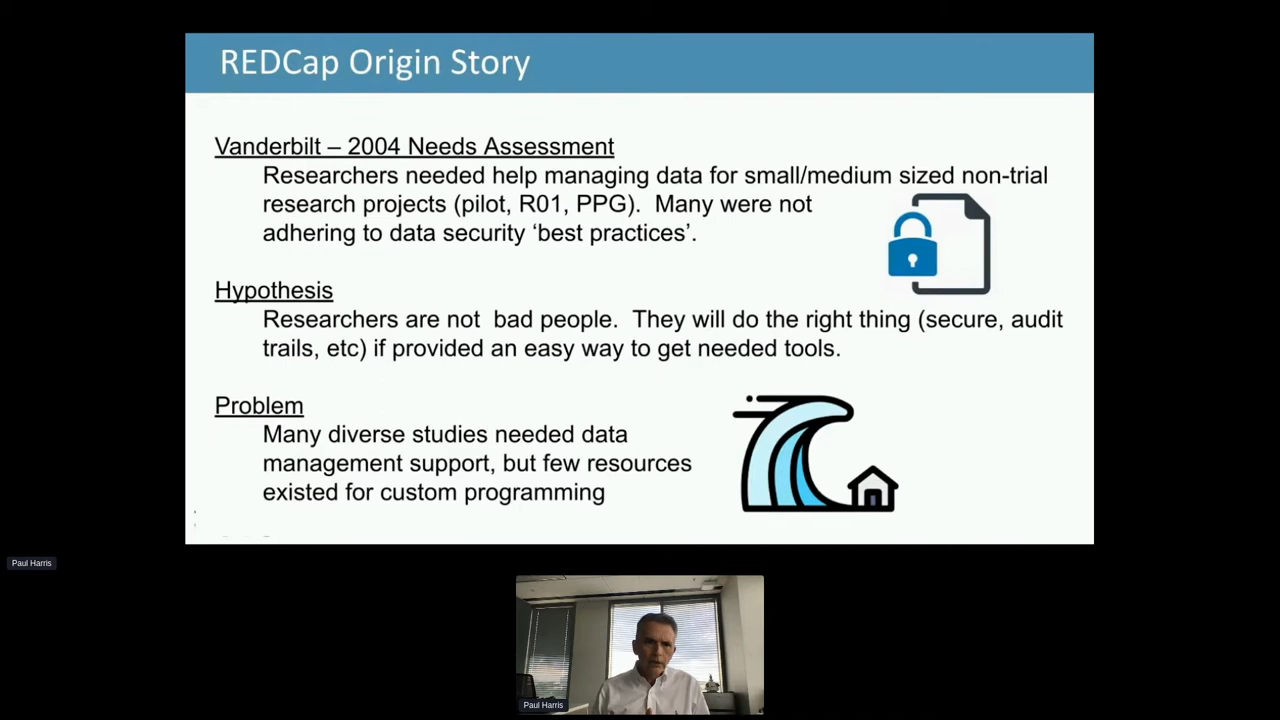 REDCap Origin Story
Vanderbilt – 2004 Needs Assessment
Researchers needed help managing data for small/medium sized non-trial
research projects (pilot, R01, PPG).  Many were not
adhering to data security ‘best practices’.
Hypothesis
Researchers are not  bad people.  They will do the right thing (secure, audit
trails, etc) if provided an easy way to get needed tools.
Problem
Many diverse studies needed data
management support, but few resources
existed for custom programming
Paul Harris
Paul Harris